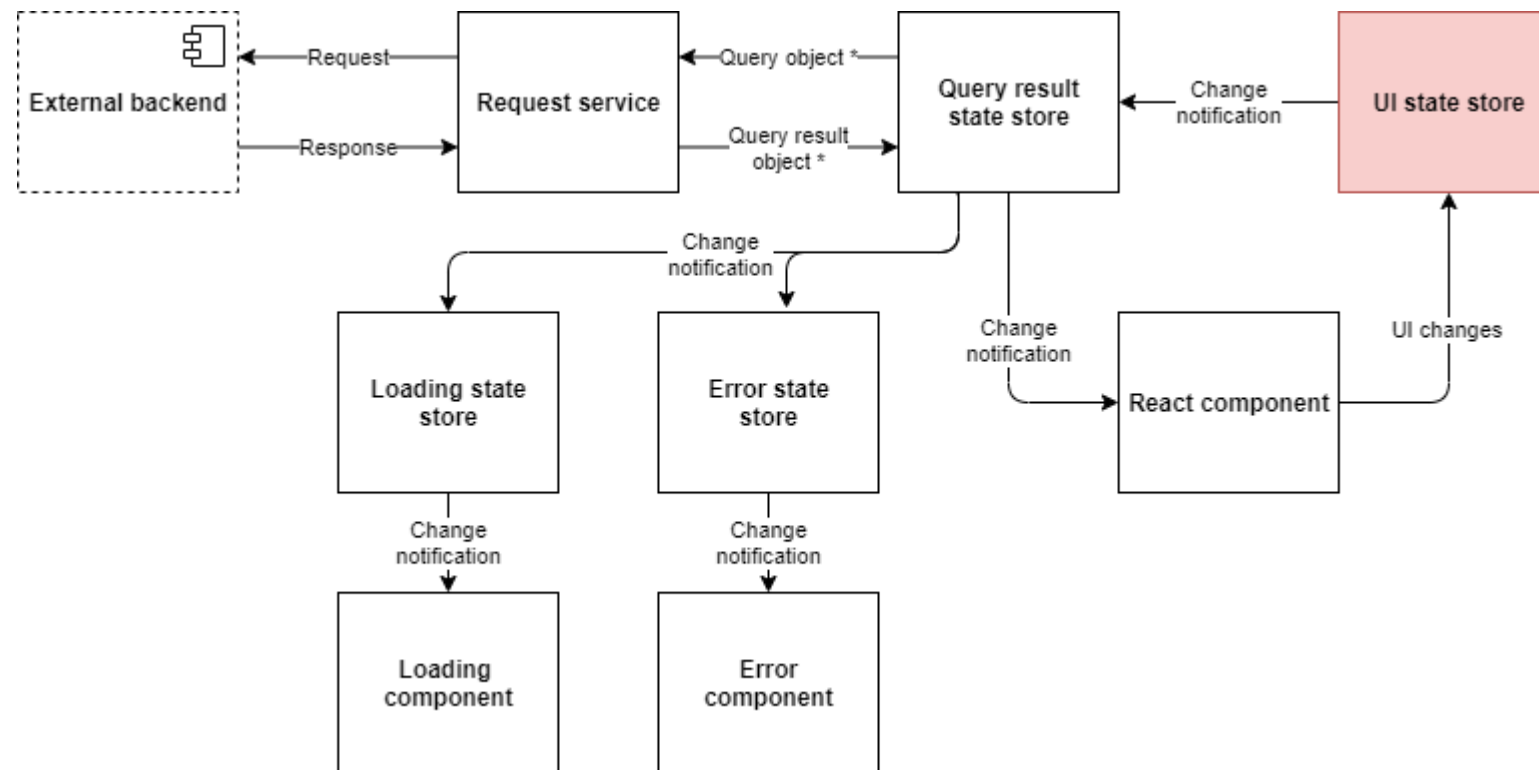 Request
Query object *
External backend
Request service
Query result
state store
Change
notification
UI state store
Response
Query result
object *
Change
notification
Loading state
store
Error state
store
Change
notification
React component
UI changes
Change
notification
Change
notification
Loading
component
Error
component